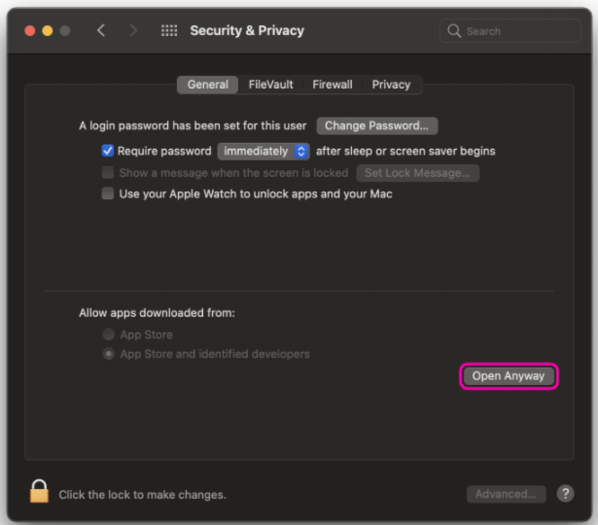 Security & Privacy
Search
General FileVault Firewall Privacy
A login password has been set for this user Change Password...
Require password immediately after sleep or screen saver begins
Show a message when the screen is locked Set Lock Message...
Use your Apple Watch to unlock apps and your Mac
Allow apps downloaded from:
App Store
App Store and identified developers
Open Anyway
Click the lock to make changes.
Advanced... ?